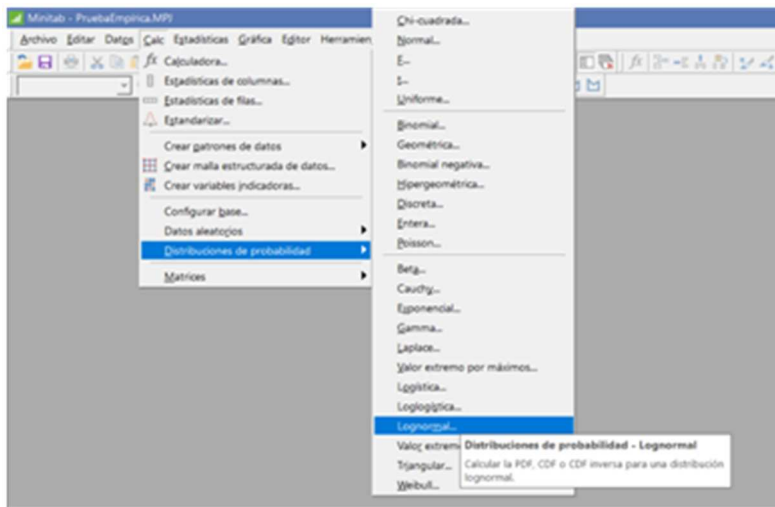 Minitab - PruebaEmpirica.MPJ
Archivo Editar Datos Calc Estadísticas Gráfica Editor Herramien
Calculadora...
Estadísticas de columnas...
Estadísticas de filas...
Estandarizar...
Crear patrones de datos
Crear malla estructurada de datos...
Crear variables indicadoras...
Configurar base...
Datos aleatorios
Distribuciones de probabilidad
Matrices
Chi-cuadrada...
Normal...
F...
t...
Uniforme...
Binomial...
Geométrica...
Binomial negativa...
Hipergeométrica...
Discreta...
Entera...
Poisson...
Beta...
Cauchy...
Exponencial...
Gamma...
Laplace...
Valor extremo por máximos...
Logística...
Loglogística...
Lognormal...
Valor extrem
Triangular...
Weibull...
Distribuciones de probabilidad - Lognormal
Calcular la PDF, CDF o CDF inversa para una distribución
lognormal.